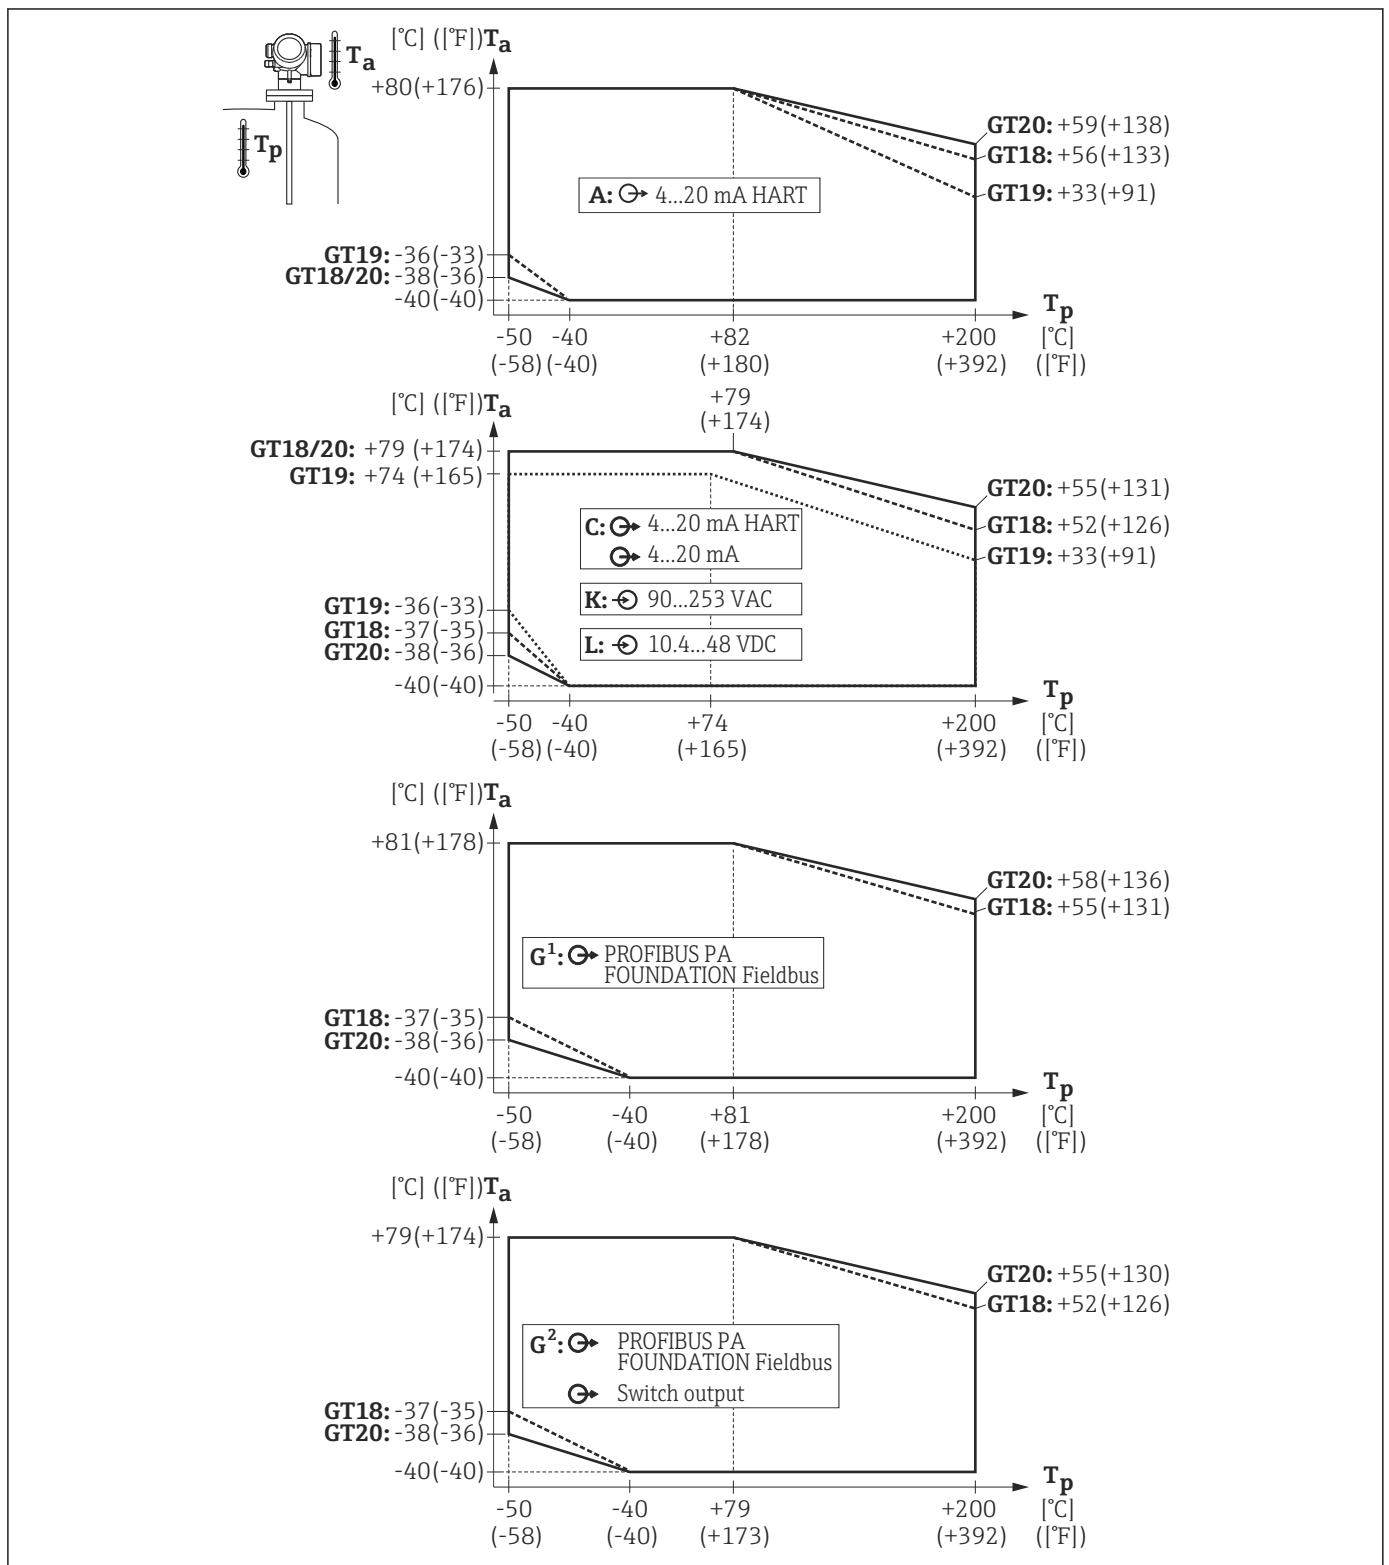 [°C] ([°F]) Ta
Ta
Tp
+80(+176)
GT20: +59(+138)
GT18: +56(+133)
GT19: +33(+91)
A: 4...20 mA HART
GT19: -36(-33)
GT18/20: -38(-36)
-40(-40)
Tp
-50 -40 +82 +200 [°C]
(-58) (-40) (+180) (+392) ([°F])
[°C] ([°F]) Ta
+79
(+174)
GT18/20: +79 (+174)
GT19: +74 (+165)
GT20: +55(+131)
GT18: +52(+126)
GT19: +33(+91)
C: 4...20 mA HART
4...20 mA
K: 90...253 VAC
L: 10.4...48 VDC
GT19: -36(-33)
GT18: -37(-35)
GT20: -38(-36)
-40(-40)
Tp
-50 -40 +74 +200 [°C]
(-58) (-40) (+165) (+392) ([°F])
[°C] ([°F]) Ta
+81(+178)
GT20: +58(+136)
GT18: +55(+131)
G1: PROFIBUS PA
FOUNDATION Fieldbus
GT18: -37(-35)
GT20: -38(-36)
-40(-40)
Tp
-50 -40 +81 +200 [°C]
(-58) (-40) (+178) (+392) ([°F])
[°C] ([°F]) Ta
+79(+174)
GT20: +55(+130)
GT18: +52(+126)
G2: PROFIBUS PA
FOUNDATION Fieldbus
Switch output
GT18: -37(-35)
GT20: -38(-36)
-40(-40)
Tp
-50 -40 +79 +200 [°C]
(-58) (-40) (+173) (+392) ([°F])